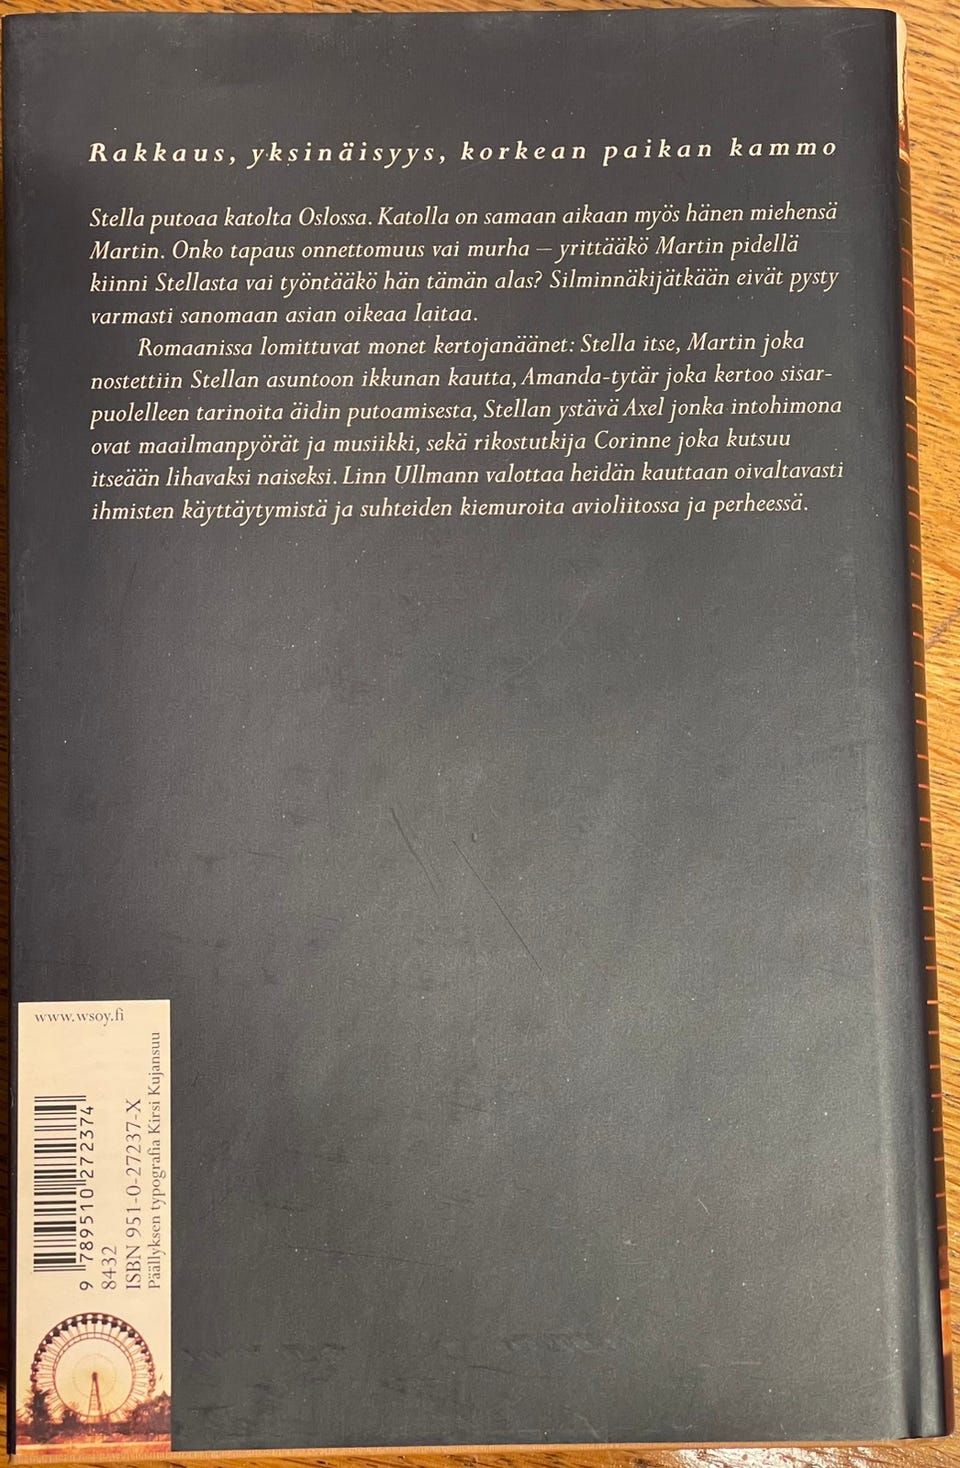 Rakkaus, yksinäisyys, korkean paikan kammo
Stella putoaa katolta Oslossa. Katolla on samaan aikaan myös hänen miehensä
Martin. Onko tapaus onnettomuus vai murha – yrittääkö Martin pidellä
kiinni Stellasta vai työntääkö hän tämän alas? Silminnäkijätkään eivät pysty
varmasti sanomaan asian oikeaa laitaa.
Romaanissa lomittuvat monet kertojanäänet: Stella itse, Martin joka
nostettiin Stellan asuntoon ikkunan kautta, Amanda-tytär joka kertoo sisar-
puolelleen tarinoita äidin putoamisesta, Stellan ystävä Axel jonka intohimona
ovat maailmanpyörät ja musiikki, sekä rikostutkija Corinne joka kutsuu
itseään lihavaksi naiseksi. Linn Ullmann valottaa heidän kauttaan oivaltavasti
ihmisten käyttäytymistä ja suhteiden kiemuroita avioliitossa ja perheessä.
www.wsoy.fi
9 789510 272374
8432
ISBN 951-0-27237-X
Päällyksen typografia Kirsi Kujansuu